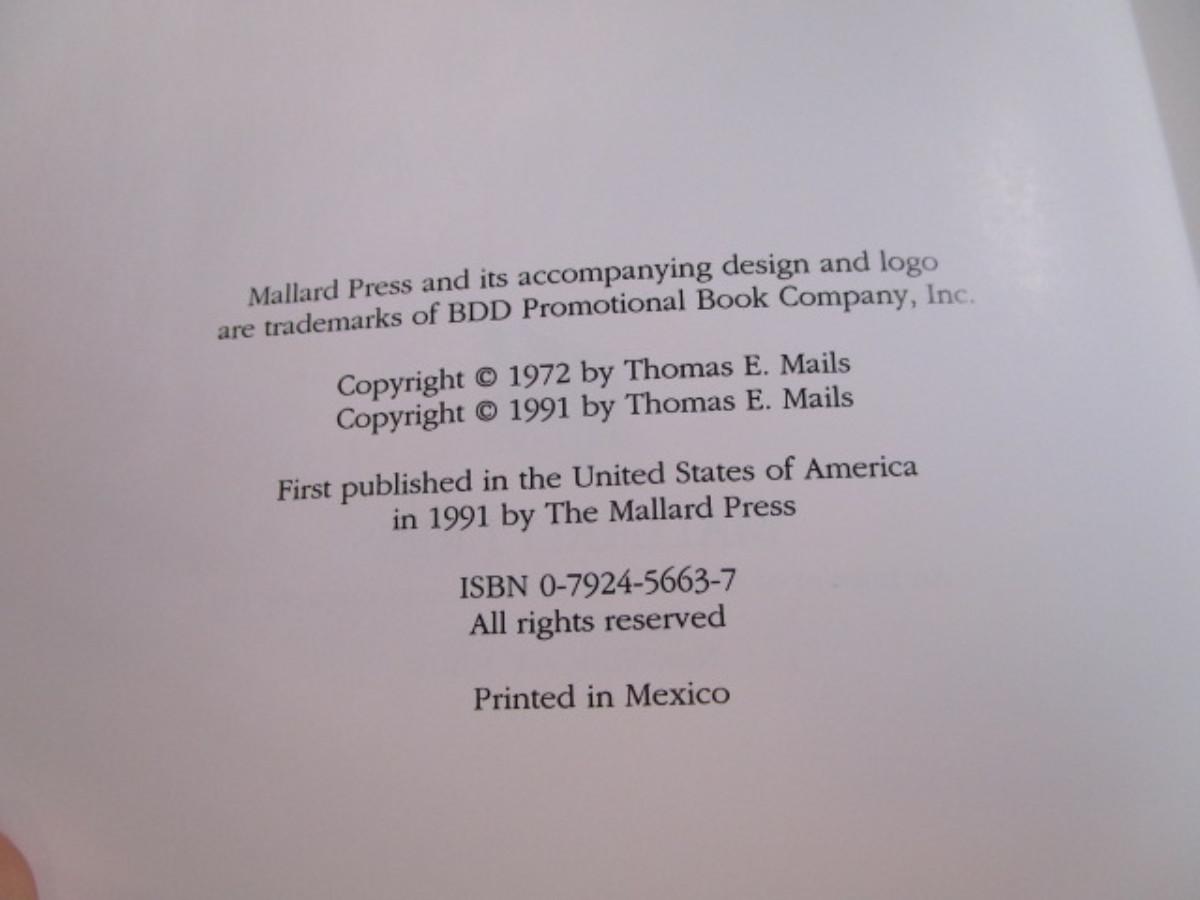 Mallard Press and its accompanying design and logo
are trademarks of BDD Promotional Book Company, Inc.
Copyright © 1972 by Thomas E. Mails
Copyright © 1991 by Thomas E. Mails
First published in the United States of America
in 1991 by The Mallard Press
ISBN 0-7924-5663-7
All rights reserved
Printed in Mexico